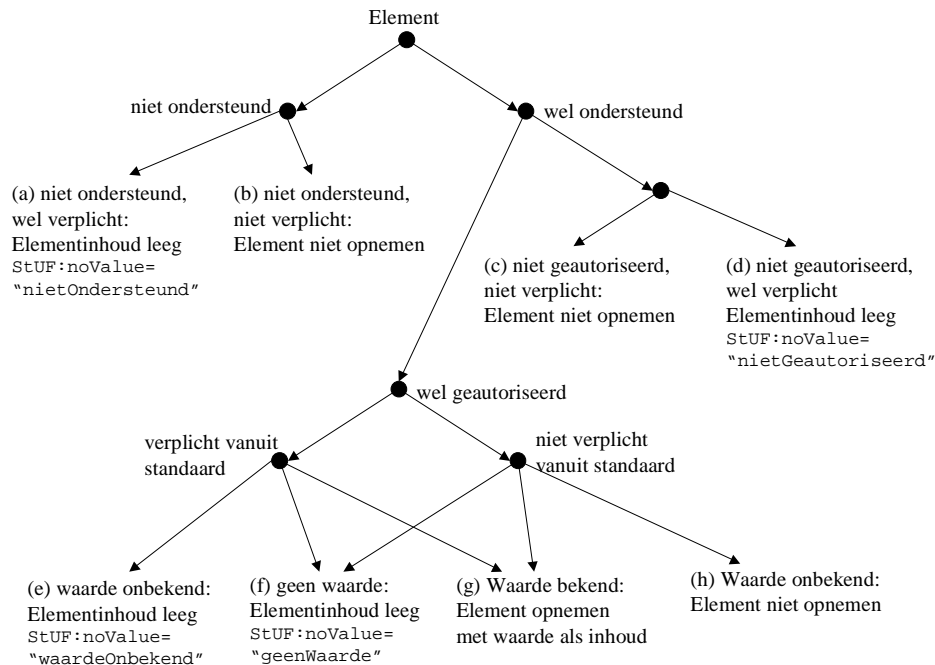 Element
niet ondersteund
wel ondersteund
(a) niet ondersteund,
wel verplicht:
Elementinhoud leeg
StUF:noValue=
“nietOndersteund”
(b) niet ondersteund,
niet verplicht:
Element niet opnemen
(c) niet geautoriseerd,
niet verplicht:
Element niet opnemen
(d) niet geautoriseerd,
wel verplicht
Elementinhoud leeg
StUF:noValue=
“nietGeautoriseerd”
wel geautoriseerd
verplicht vanuit
standaard
niet verplicht
vanuit standaard
(e) waarde onbekend:
Elementinhoud leeg
StUF:noValue=
“waardeOnbekend”
(f) geen waarde:
Elementinhoud leeg
StUF:noValue=
“geenWaarde”
(g) Waarde bekend:
Element opnemen
met waarde als inhoud
(h) Waarde onbekend:
Element niet opnemen